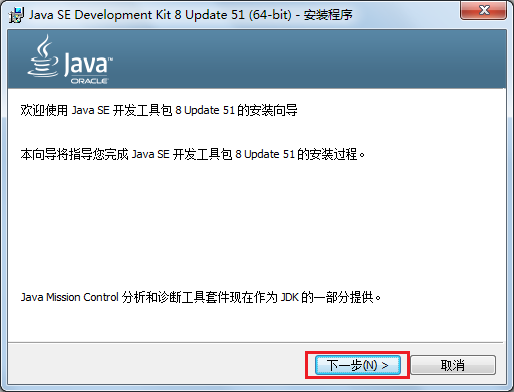 Java SE Development Kit 8 Update 51 (64-bit) - 安装程序
Java™
ORACLE
欢迎使用 Java SE 开发工具包 8 Update 51 的安装向导
本向导将指导您完成 Java SE 开发工具包 8 Update 51 的安装过程。
Java Mission Control 分析和诊断工具套件现在作为 JDK 的一部分提供。
下一步(N) > 取消